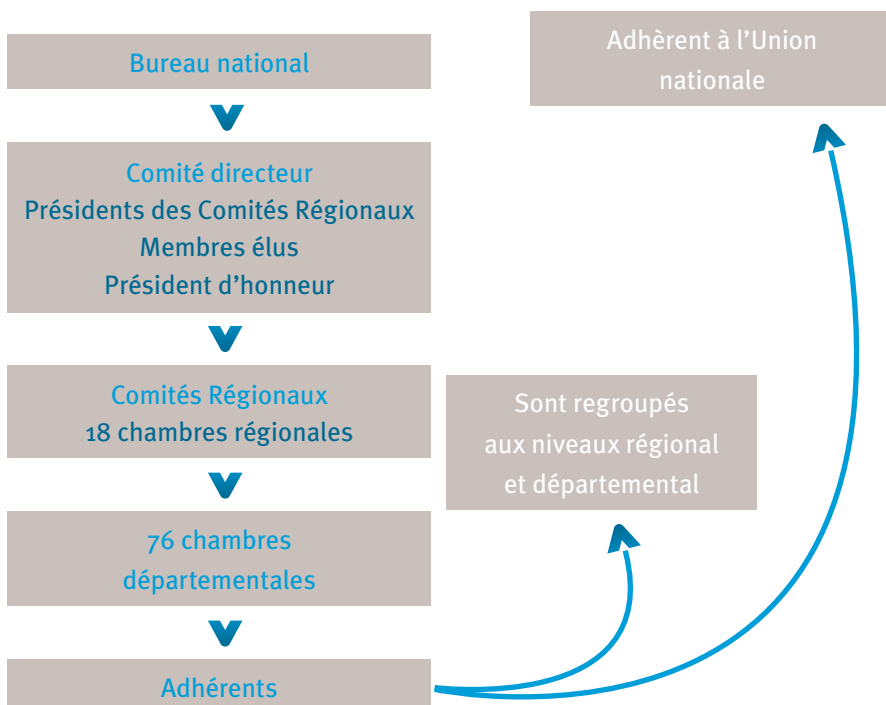 Bureau national
Comité directeur
Présidents des Comités Régionaux
Membres élus
Président d’honneur
Comités Régionaux
18 chambres régionales
76 chambres
départementales
Adhérents
Sont regroupés
aux niveaux régional
et départemental
Adhèrent à l’Union
nationale